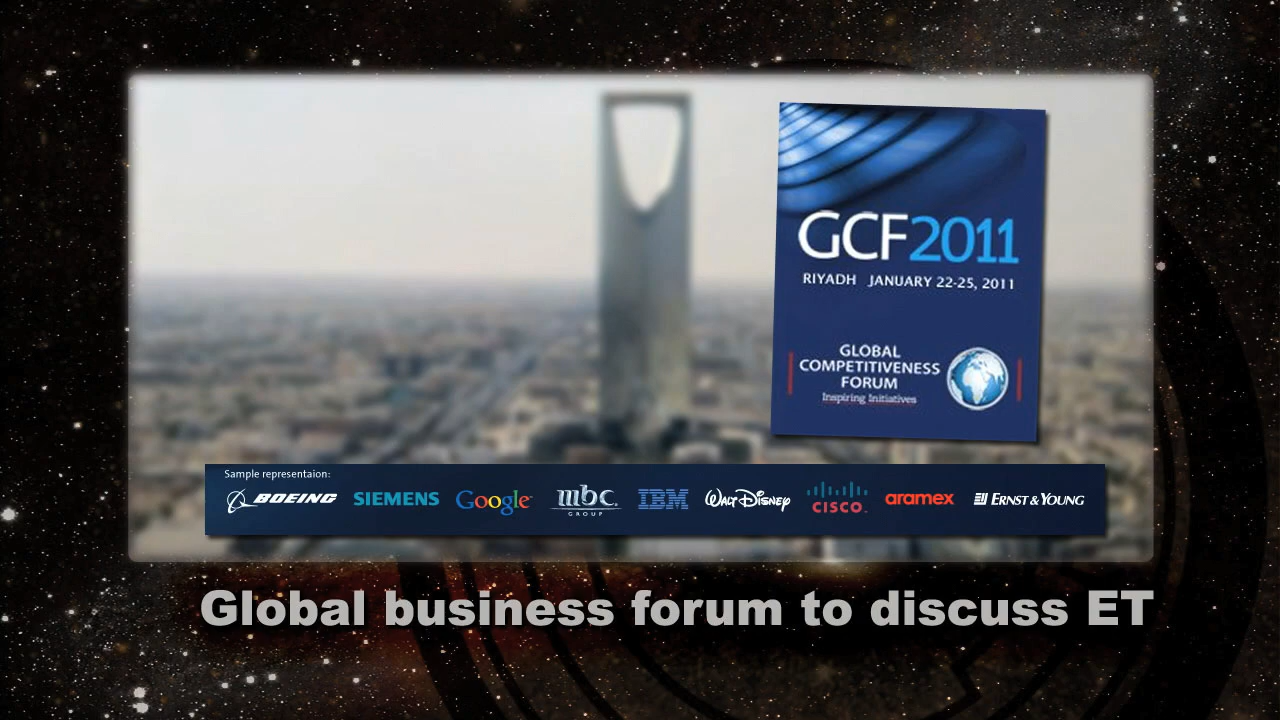 GCF2011
RIYADH JANUARY 22-25, 2011
GLOBAL
COMPETITIVENESS
FORUM
Inspiring Initiatives
Sample representaion:
BOEING SIEMENS Google mbc GROUP IBM WALT DISNEY CISCO aramex ERNST & YOUNG
Global business forum to discuss ET